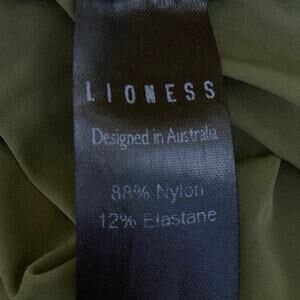 LIONESS
Designed in Australia
88% Nylon
12% Elastane